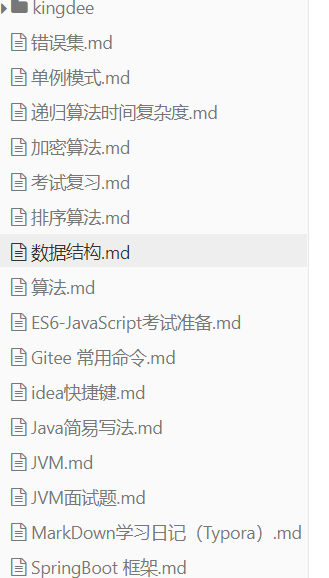 kingdee
错误集.md
单例模式.md
递归算法时间复杂度.md
加密算法.md
考试复习.md
排序算法.md
数据结构.md
算法.md
ES6-JavaScript考试准备.md
Gitee 常用命令.md
idea快捷键.md
Java简易写法.md
JVM.md
JVM面试题.md
MarkDown学习日记（Typora）.md
SpringBoot 框架.md